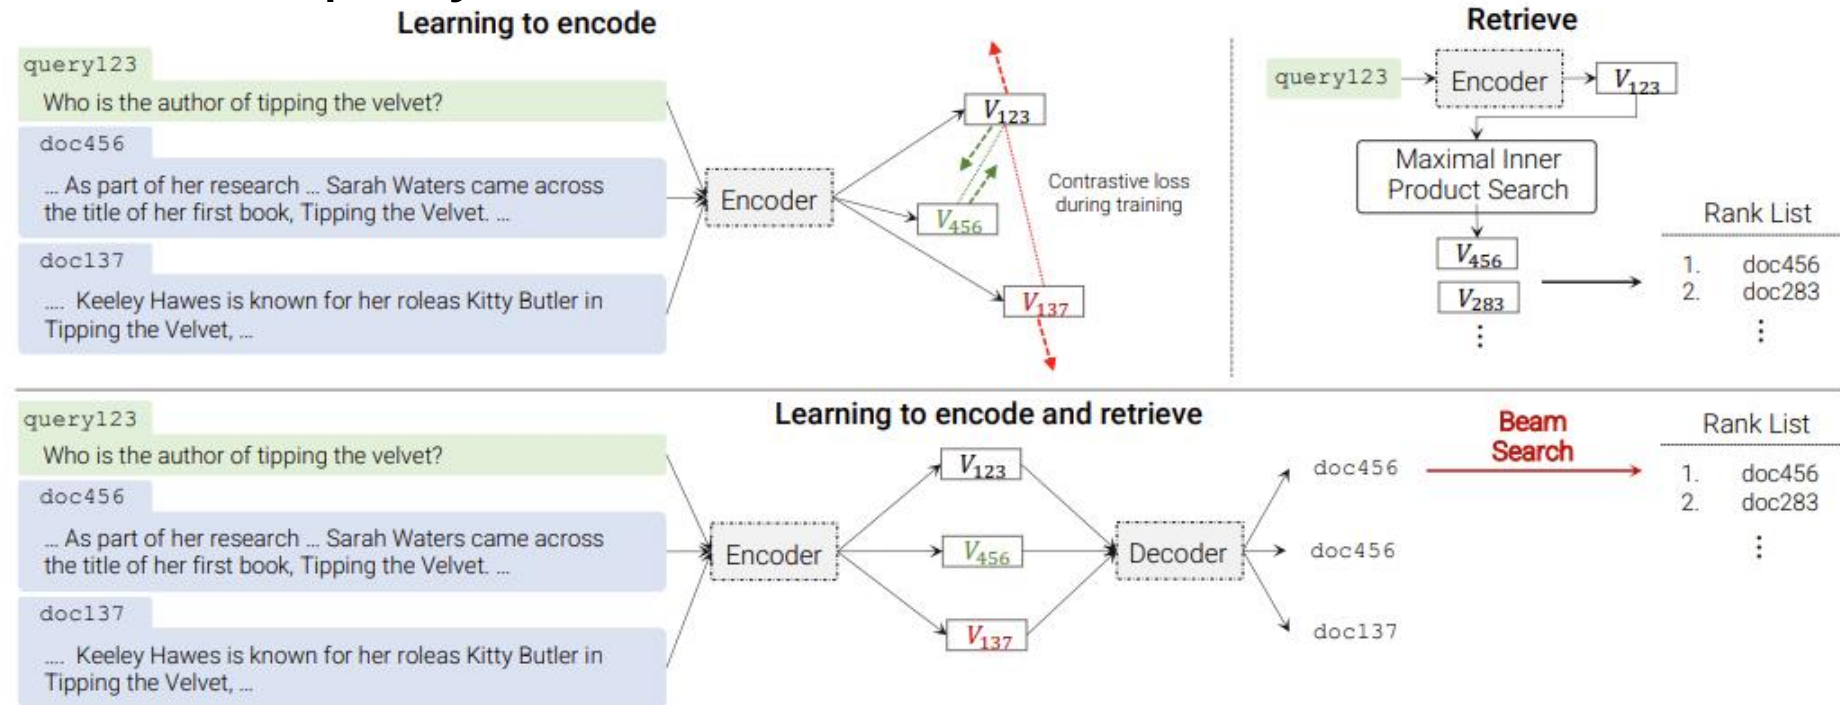 Learning to encode
query123
Who is the author of tipping the velvet?
doc456
... As part of her research ... Sarah Waters came across
the title of her first book, Tipping the Velvet. ...
doc137
.... Keeley Hawes is known for her roleas Kitty Butler in
Tipping the Velvet, ...
Encoder
V123
V456
V137
Contrastive loss
during training
Retrieve
query123
Encoder
V123
Maximal Inner
Product Search
V456
V283
⋮
Rank List
1. doc456
2. doc283
⋮
Learning to encode and retrieve
query123
Who is the author of tipping the velvet?
doc456
... As part of her research ... Sarah Waters came across
the title of her first book, Tipping the Velvet. ...
doc137
.... Keeley Hawes is known for her roleas Kitty Butler in
Tipping the Velvet, ...
Encoder
V123
V456
V137
Decoder
doc456
doc456
doc137
Beam
Search
Rank List
1. doc456
2. doc283
⋮